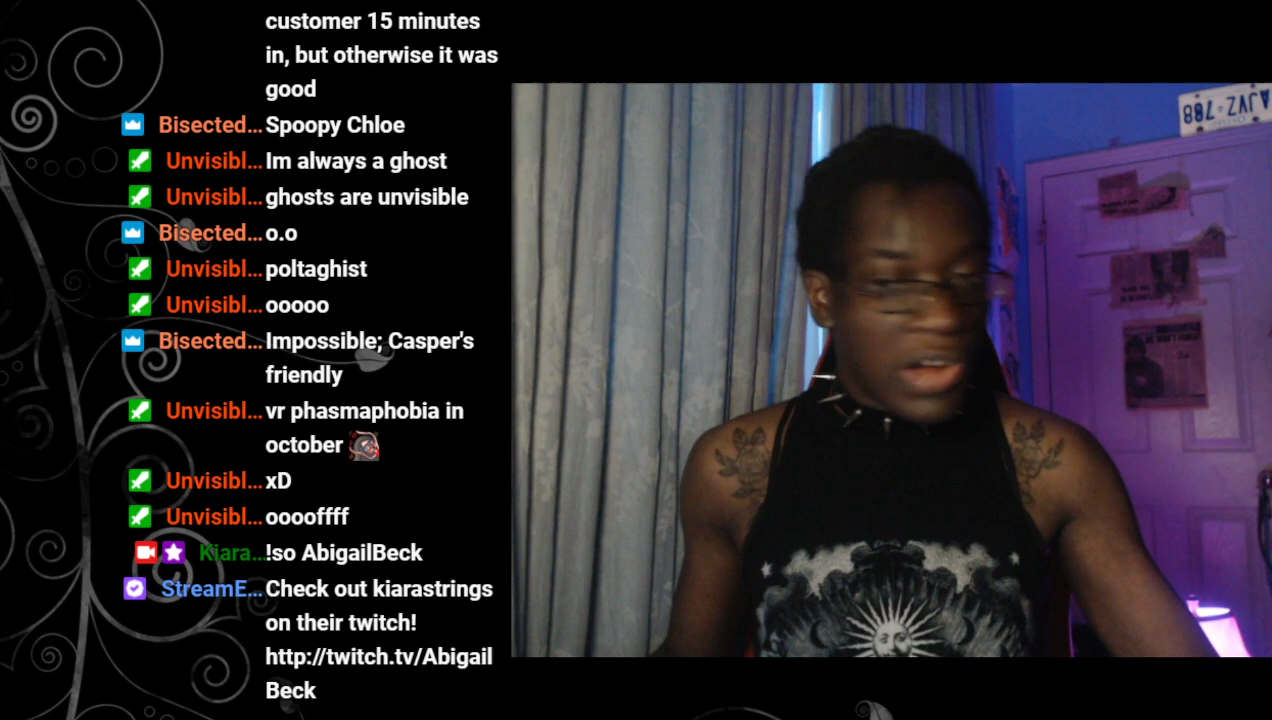 customer 15 minutes
in, but otherwise it was
good
Bisected... Spoopy Chloe
Unvisibl... Im always a ghost
Unvisibl... ghosts are unvisible
Bisected... o.o
Unvisibl... poltaghist
Unvisibl... ooooo
Bisected... Impossible; Casper's
friendly
Unvisibl... vr phasmaphobia in
october
Unvisibl... xD
Unvisibl... ooooffff
Kiara... !so AbigailBeck
StreamE... Check out kiarastrings
on their twitch!
http://twitch.tv/Abigail
Beck